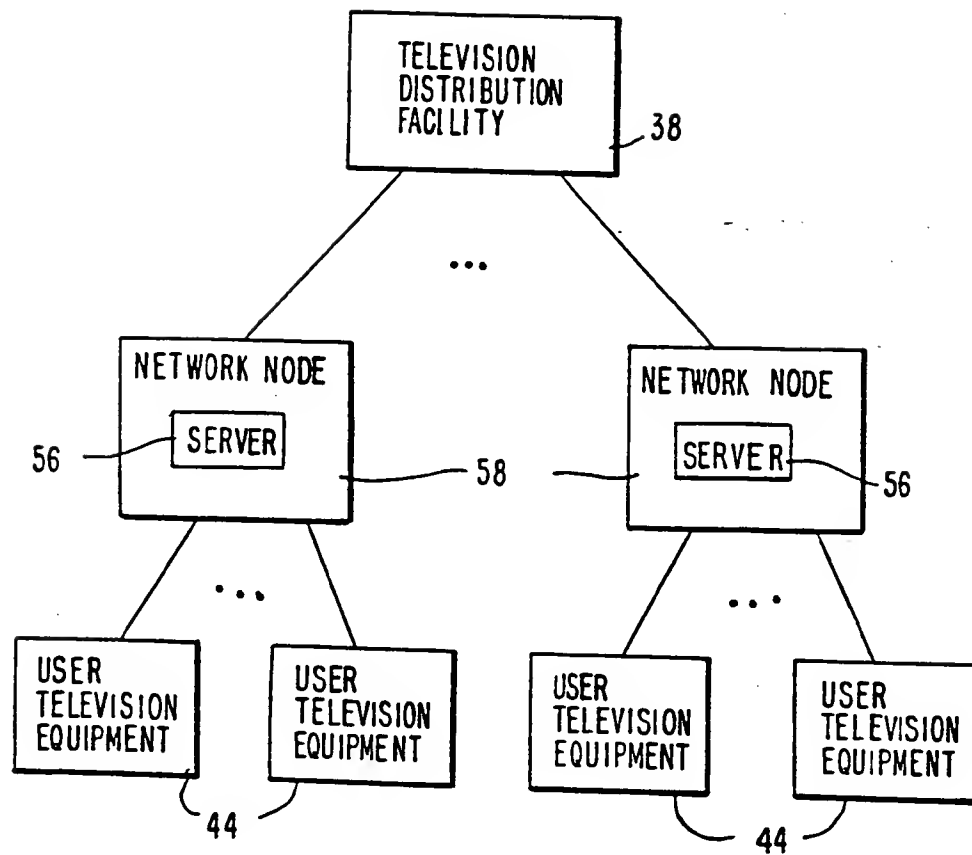 TELEVISION
DISTRIBUTION
FACILITY
38
NETWORK NODE
SERVER
56
58
NETWORK NODE
SERVER
56
USER
TELEVISION
EQUIPMENT
USER
TELEVISION
EQUIPMENT
44
USER
TELEVISION
EQUIPMENT
USER
TELEVISION
EQUIPMENT
44